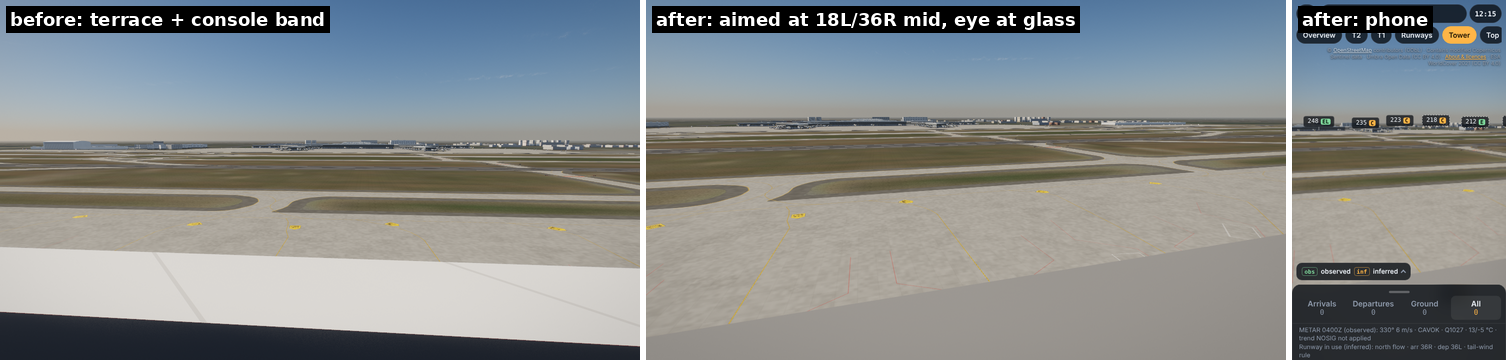 before: terrace + console band
after: aimed at 18L/36R mid, eye at glass
after: phone
12:15
Overview T2 T1 Runways Tower Top
OpenStreetMap
248 EL 235 C 223 C 218 C 212 E
obs observed inf inferred
Arrivals Departures Ground All
0 0 0 0
METAR 0400Z (observed): 330° 6 m/s · CAVOK · Q1027 · 13/-5 °C
trend NOSIG not applied
Runway in use (inferred): north flow · arr 36R · dep 36L · tail-wind
rule